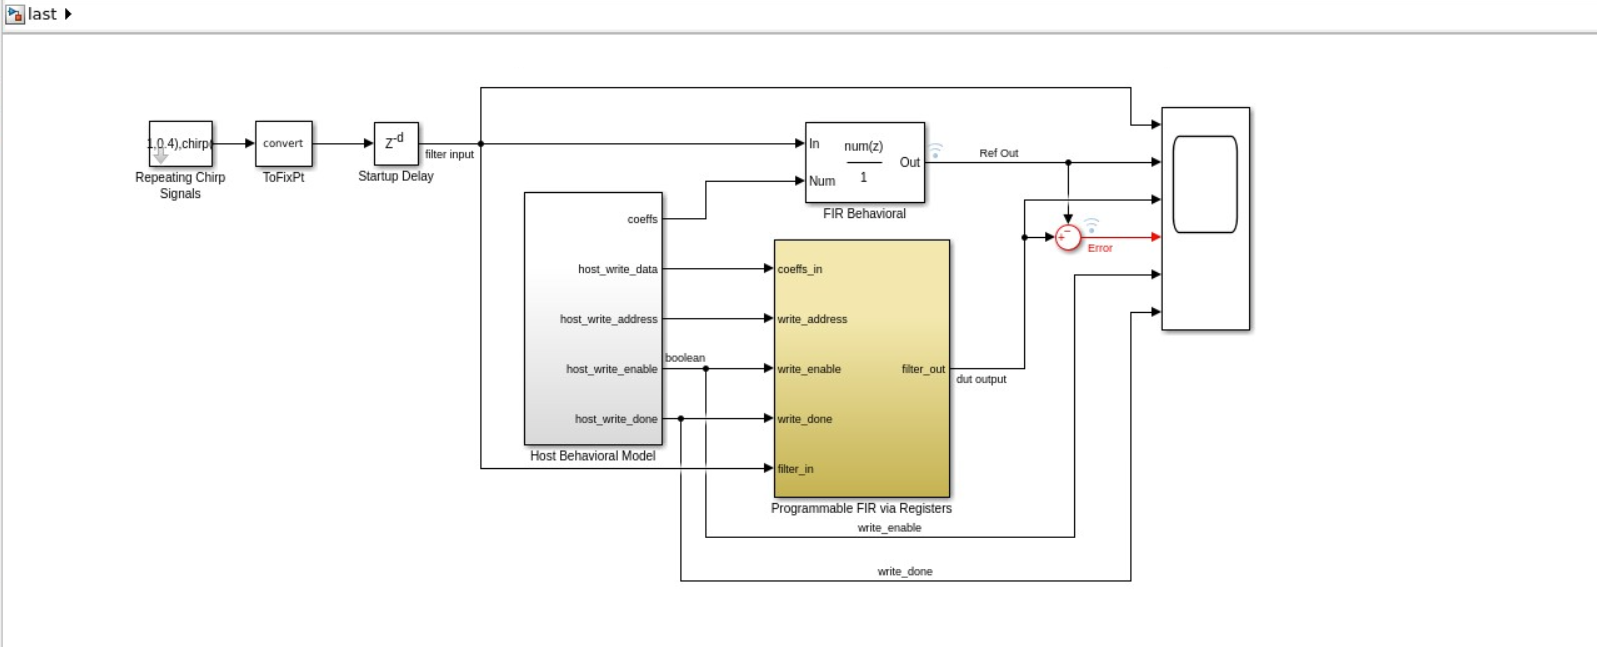 last
1,0.4),chirp(
convert
Z-d
filter input
Repeating Chirp
Signals
ToFixPt
Startup Delay
In
Num
num(z)
1
Out
FIR Behavioral
Ref Out
Error
coeffs
host_write_data
host_write_address
host_write_enable
host_write_done
Host Behavioral Model
boolean
coeffs_in
write_address
write_enable
write_done
filter_in
filter_out
dut output
Programmable FIR via Registers
write_enable
write_done